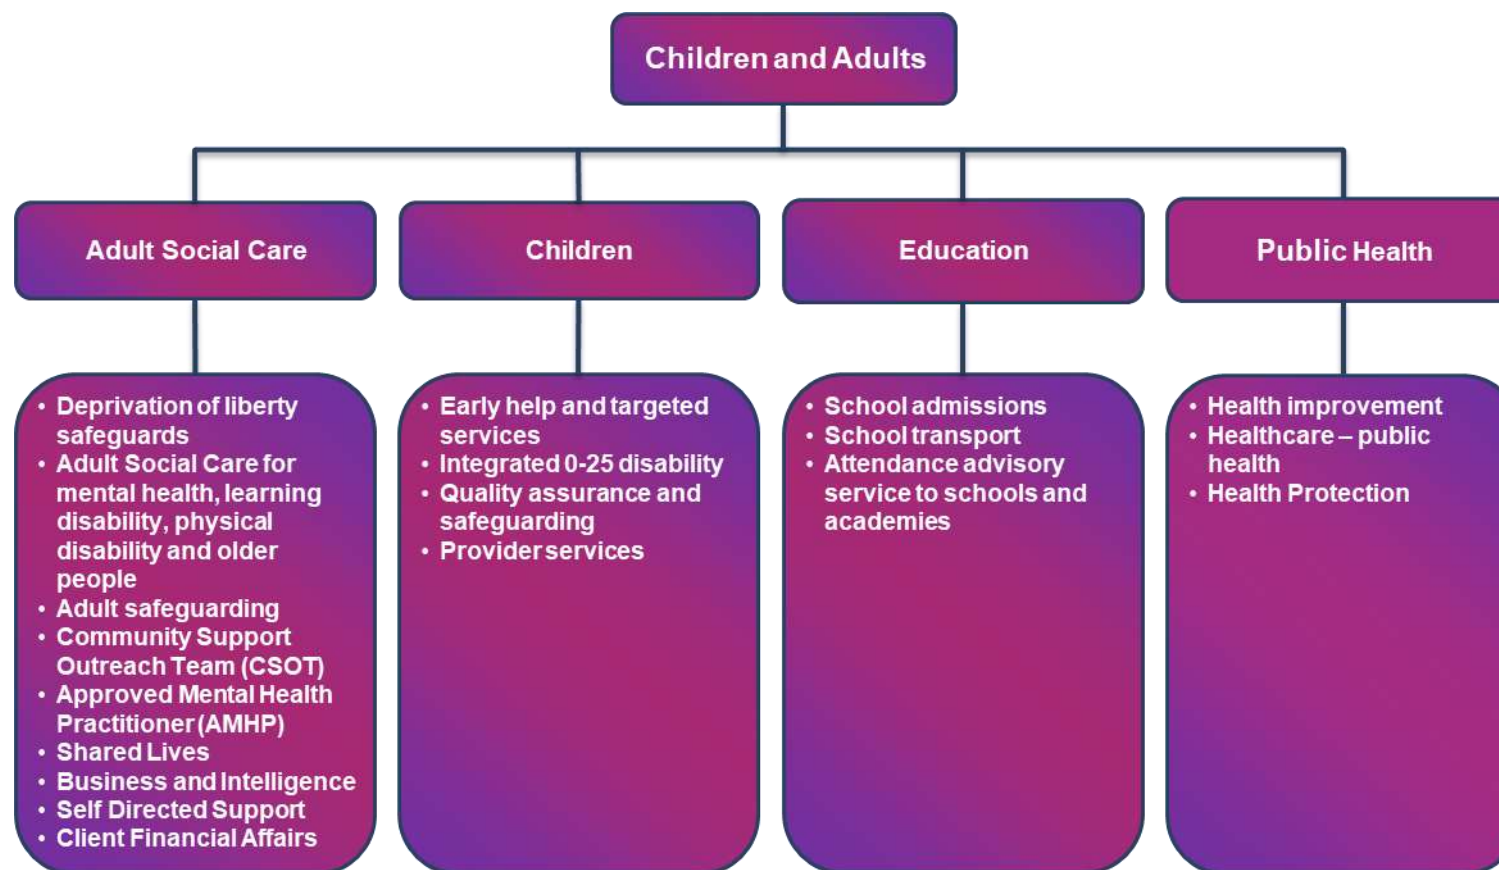 Children and Adults
Adult Social Care
Children
Education
Public Health
• Deprivation of liberty
safeguards
• Adult Social Care for
mental health, learning
disability, physical
disability and older
people
• Adult safeguarding
• Community Support
Outreach Team (CSOT)
• Approved Mental Health
Practitioner (AMHP)
• Shared Lives
• Business and Intelligence
• Self Directed Support
• Client Financial Affairs
• Early help and targeted
services
• Integrated 0-25 disability
• Quality assurance and
safeguarding
• Provider services
• School admissions
• School transport
• Attendance advisory
service to schools and
academies
• Health improvement
• Healthcare – public
health
• Health Protection